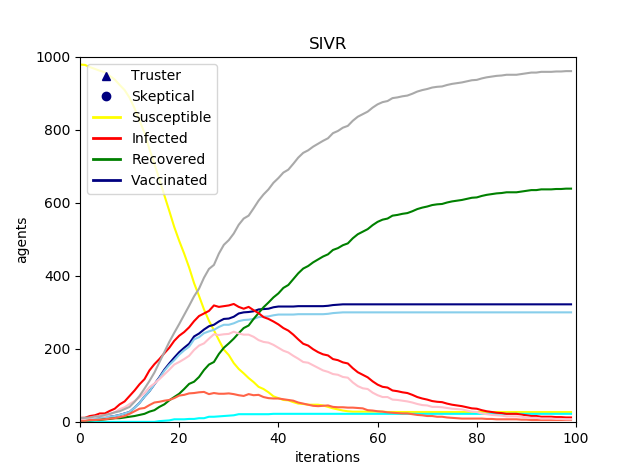 SIVR
1000
800
600
400
200
0
agents
Truster
Skeptical
Susceptible
Infected
Recovered
Vaccinated
0 20 40 60 80 100
iterations